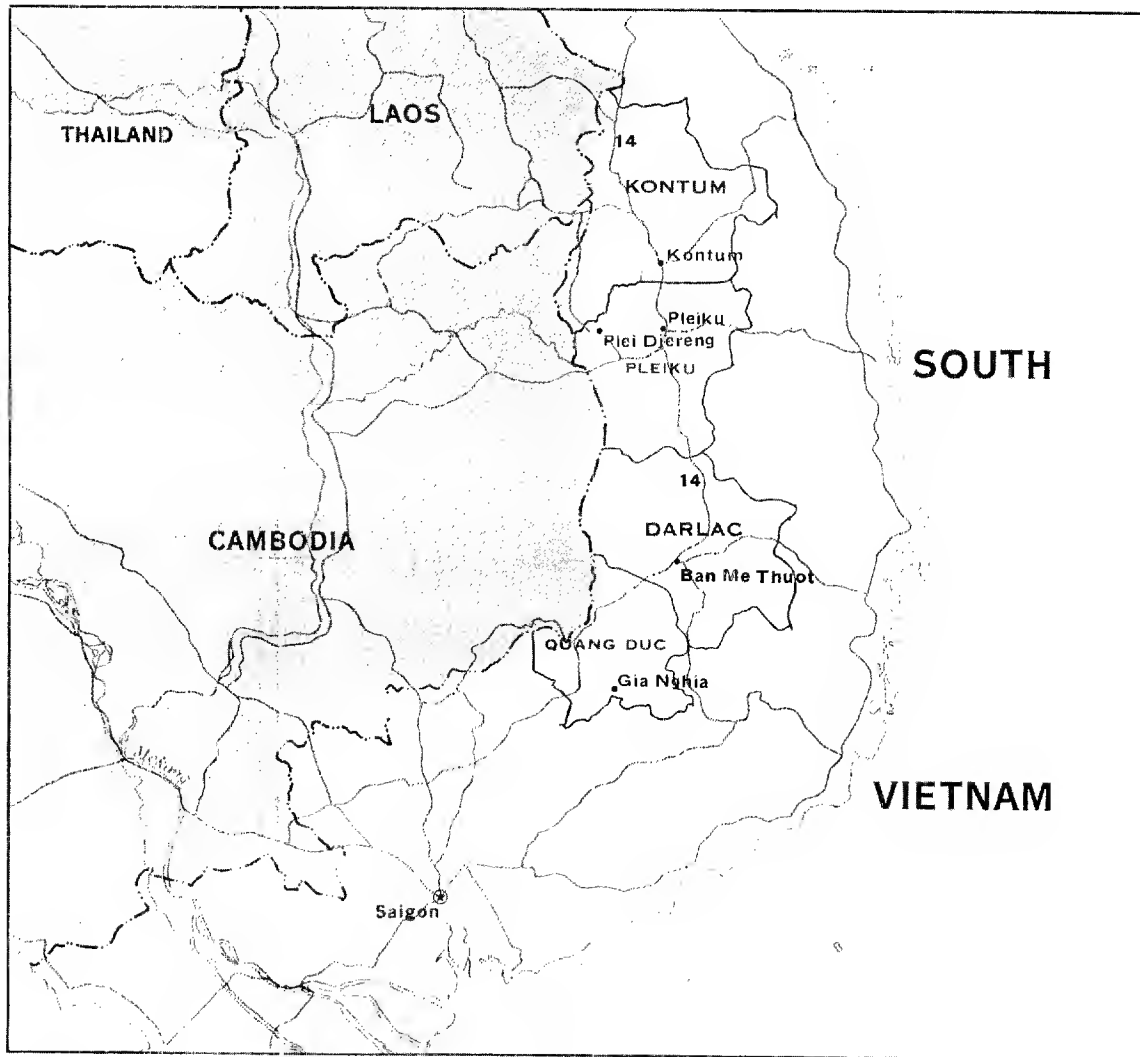 THAILAND
LAOS
14
KONTUM
Kontum
Pleiku
Plei Djereng
PLEIKU
SOUTH
14
DARLAC
CAMBODIA
Ban Me Thuot
QUANG DUC
Gia Nghia
VIETNAM
Saigon